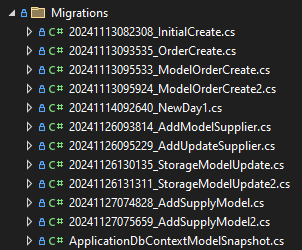 Migrations
C# 20241113082308_InitialCreate.cs
C# 20241113093535_OrderCreate.cs
C# 20241113095533_ModelOrderCreate.cs
C# 20241113095924_ModelOrderCreate2.cs
C# 20241114092640_NewDay1.cs
C# 20241126093814_AddModelSupplier.cs
C# 20241126095229_AddUpdateSupplier.cs
C# 20241126130135_StorageModelUpdate.cs
C# 20241126131311_StorageModelUpdate2.cs
C# 20241127074828_AddSupplyModel.cs
C# 20241127075659_AddSupplyModel2.cs
C# ApplicationDbContextModelSnapshot.cs